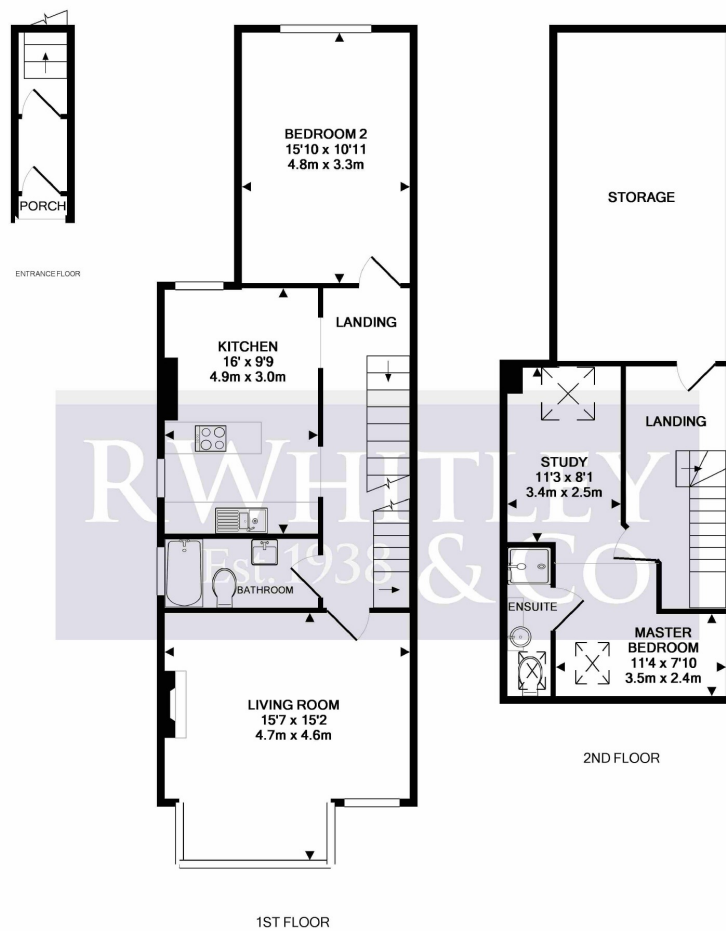 PORCH
ENTRANCE FLOOR
BEDROOM 2
15'10 x 10'11
4.8m x 3.3m
LANDING
KITCHEN
16' x 9'9
4.9m x 3.0m
BATHROOM
LIVING ROOM
15'7 x 15'2
4.7m x 4.6m
1ST FLOOR
STORAGE
LANDING
STUDY
11'3 x 8'1
3.4m x 2.5m
ENSUITE
MASTER
BEDROOM
11'4 x 7'10
3.5m x 2.4m
2ND FLOOR
RWHITLEY
Est. 1938 & CO